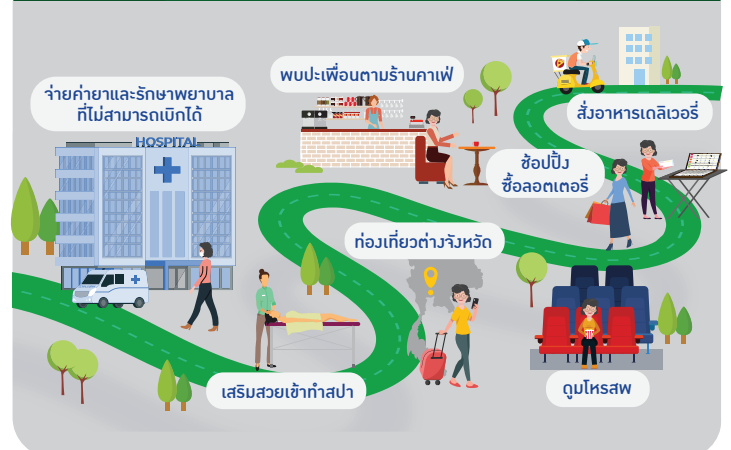 จ่ายค่ายาและรักษาพยาบาล
ที่ไม่สามารถเบิกได้
HOSPITAL
พบปะเพื่อนตามร้านคาเฟ่
สั่งอาหารเดลิเวอรี่
ช้อปปิ้ง
ซื้อลอตเตอรี่
ท่องเที่ยวต่างจังหวัด
เสริมสวยเข้าทำสปา
ดูมโหรสพ